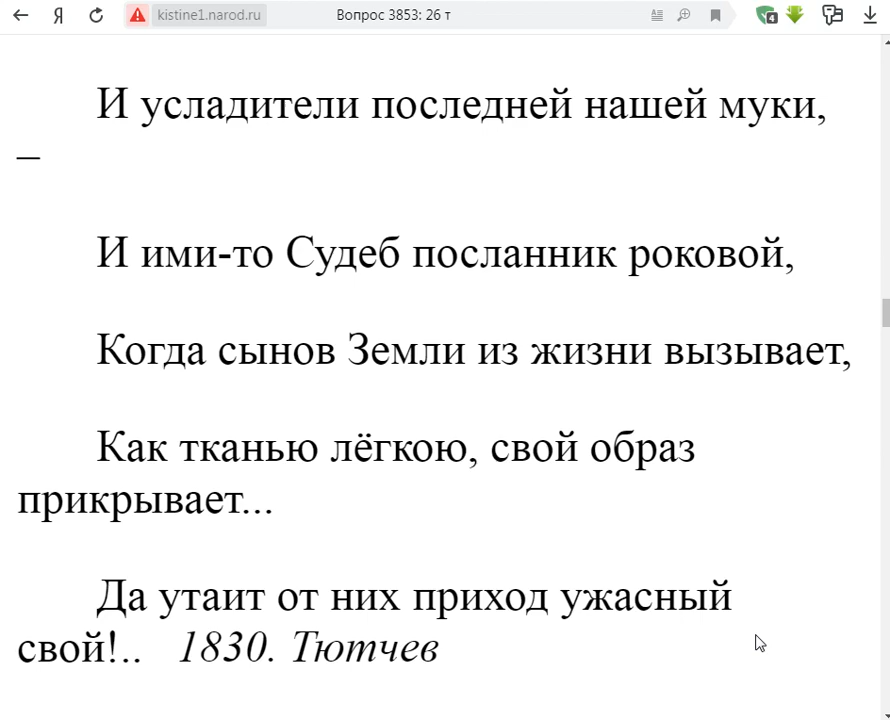 kistine1.narod.ru
Вопрос 3853: 26 т
4
И усладители последней нашей муки,
–
И ими-то Судеб посланник роковой,
Когда сынов Земли из жизни вызывает,
Как тканью лёгкою, свой образ
прикрывает...
Да утаит от них приход ужасный
свой!.. 1830. Тютчев